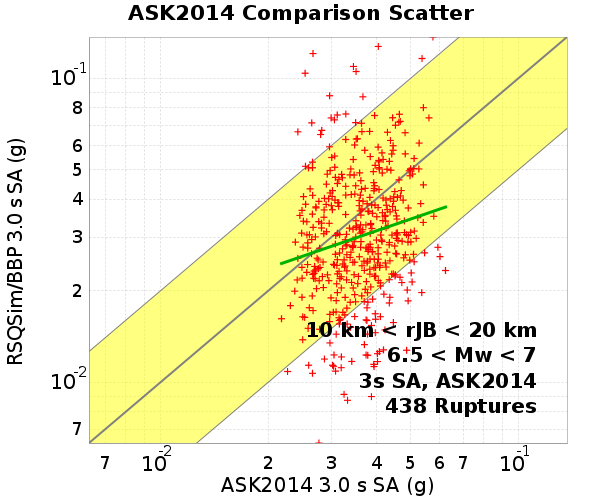 ASK2014 Comparison Scatter
RSQSim/BBP 3.0 s SA (g)
10^-1
8
6
5
4
3
2
10^-2
7
10 km < rJB < 20 km
6.5 < Mw < 7
3s SA, ASK2014
438 Ruptures
7 10^-2 2 3 4 5 6 7 10^-1
ASK2014 3.0 s SA (g)